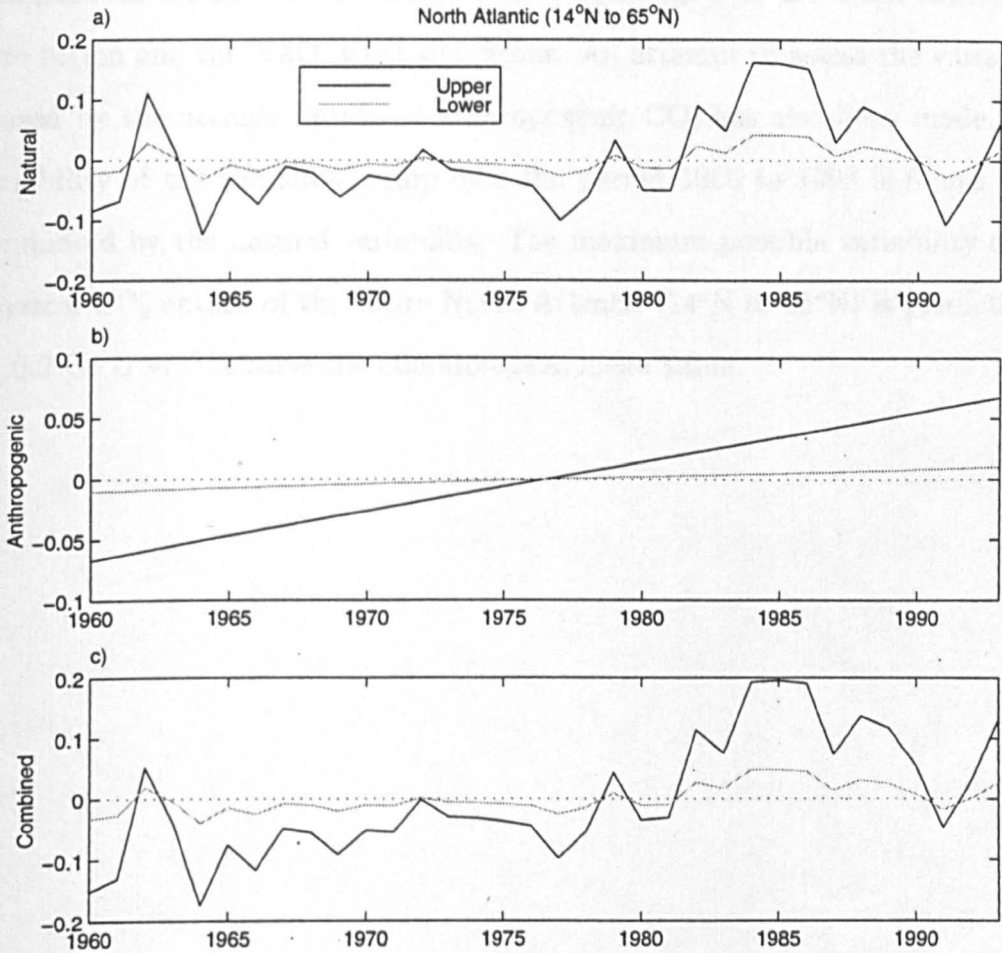 North Atlantic (14°N to 65°N)
a)
0.2
0.1
0
−0.1
−0.2
Natural
Upper
Lower
1960 1965 1970 1975 1980 1985 1990
b)
0.1
0.05
0
−0.05
−0.1
Anthropogenic
1960 1965 1970 1975 1980 1985 1990
c)
0.2
0.1
0
−0.1
−0.2
Combined
1960 1965 1970 1975 1980 1985 1990